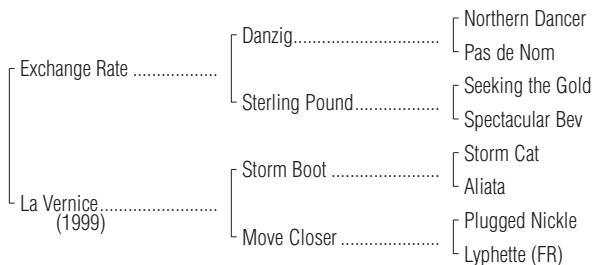 Northern Dancer
Danzig..............................
Pas de Nom
Exchange Rate .................
Seeking the Gold
Sterling Pound.................
Spectacular Bev
Storm Cat
Storm Boot ......................
Aliata
La Vernice........................
(1999)
Plugged Nickle
Move Closer ....................
Lyphette (FR)